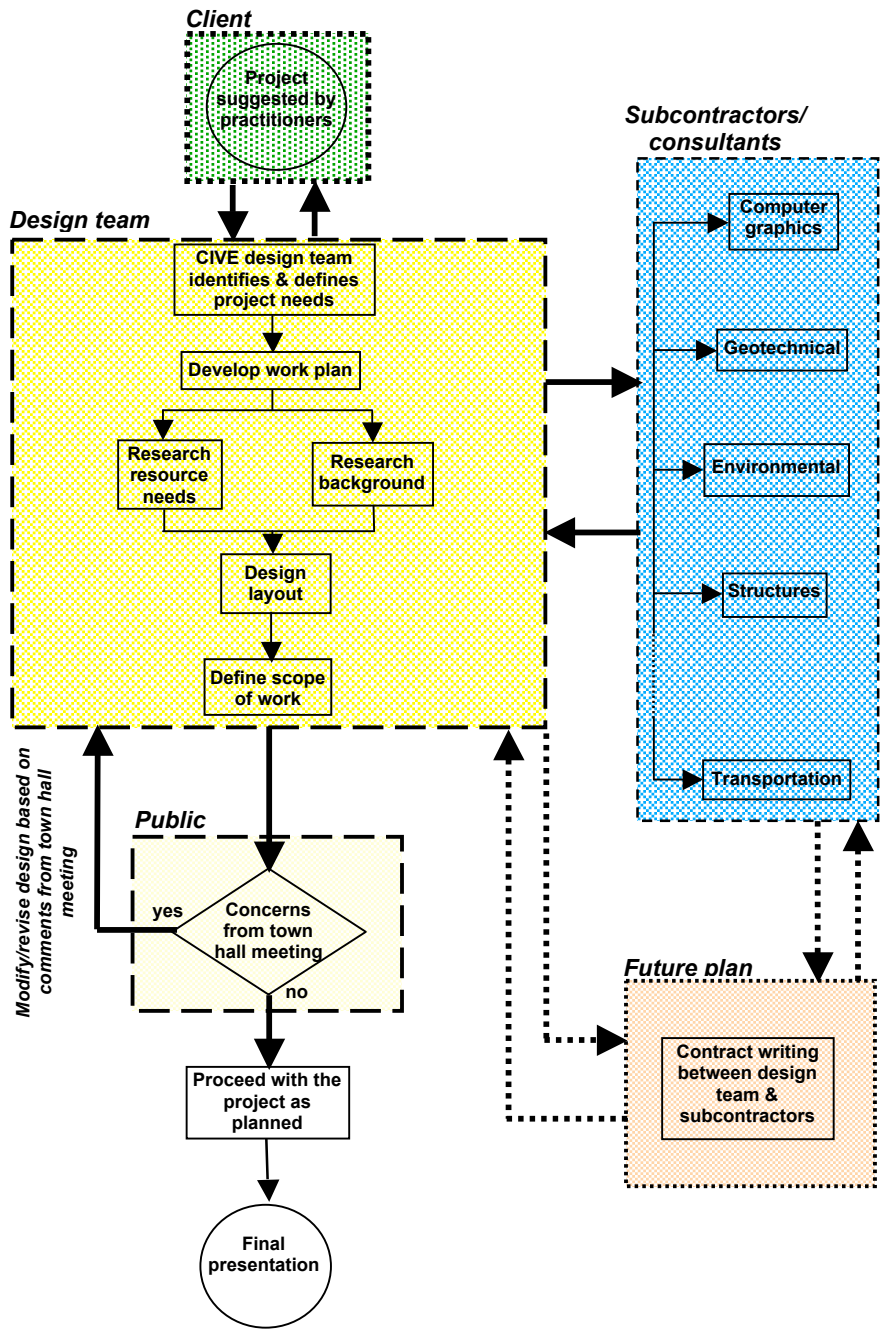 Client
Project
suggested by
practitioners
Design team
CIVE design team
identifies & defines
project needs
Develop work plan
Research
resource
needs
Research
background
Design
layout
Define scope
of work
Subcontractors/
consultants
Computer
graphics
Geotechnical
Environmental
Structures
Transportation
Modify/revise design based on
comments from town hall
meeting
Public
yes
Concerns
from town
hall meeting
no
Proceed with the
project as
planned
Final
presentation
Future plan
Contract writing
between design
team &
subcontractors